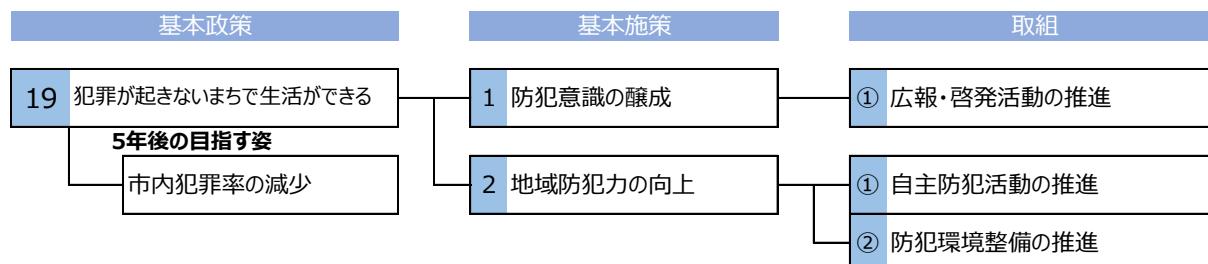 基本政策 基本施策 取組
19 犯罪が起きないまちで生活ができる 1 防犯意識の醸成 ① 広報・啓発活動の推進
5年後の目指す姿
市内犯罪率の減少 2 地域防犯力の向上 ① 自主防犯活動の推進
② 防犯環境整備の推進